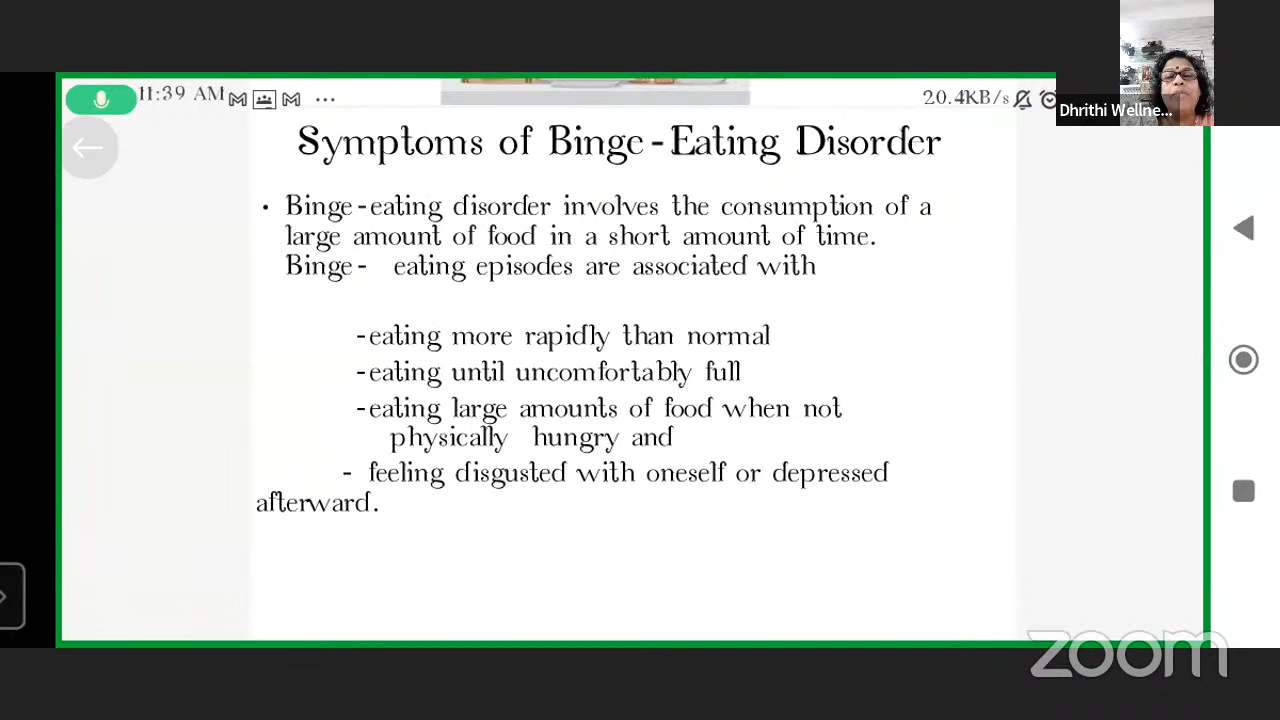 11:39 AM
20.4KB/s
Dhrithi Wellne...
Symptoms of Binge-Eating Disorder
• Binge-eating disorder involves the consumption of a
large amount of food in a short amount of time.
Binge- eating episodes are associated with
-eating more rapidly than normal
-eating until uncomfortably full
-eating large amounts of food when not
physically hungry and
- feeling disgusted with oneself or depressed
afterward.
zoom